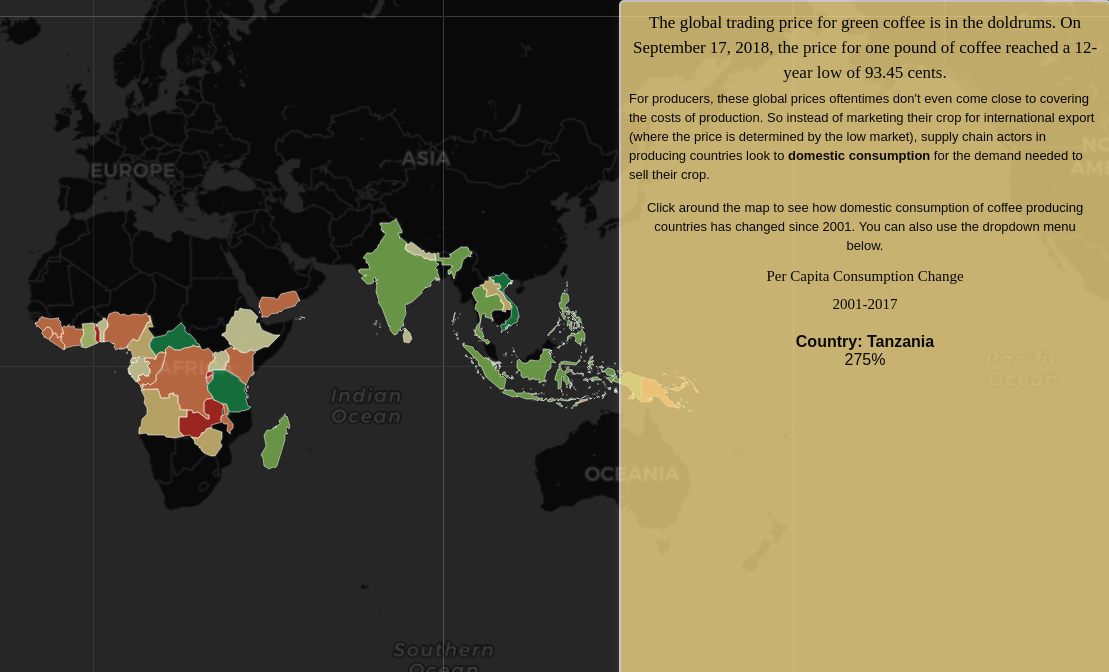 The global trading price for green coffee is in the doldrums. On
September 17, 2018, the price for one pound of coffee reached a 12-
year low of 93.45 cents.
For producers, these global prices oftentimes don't even come close to covering
the costs of production. So instead of marketing their crop for international export
(where the price is determined by the low market), supply chain actors in
producing countries look to domestic consumption for the demand needed to
sell their crop.
Click around the map to see how domestic consumption of coffee producing
countries has changed since 2001. You can also use the dropdown menu
below.
Per Capita Consumption Change
2001-2017
Country: Tanzania
275%
EUROPE
ASIA
AFRI
Indian
Ocean
OCEANIA
Pacific
Ocean
Southern
Ocean